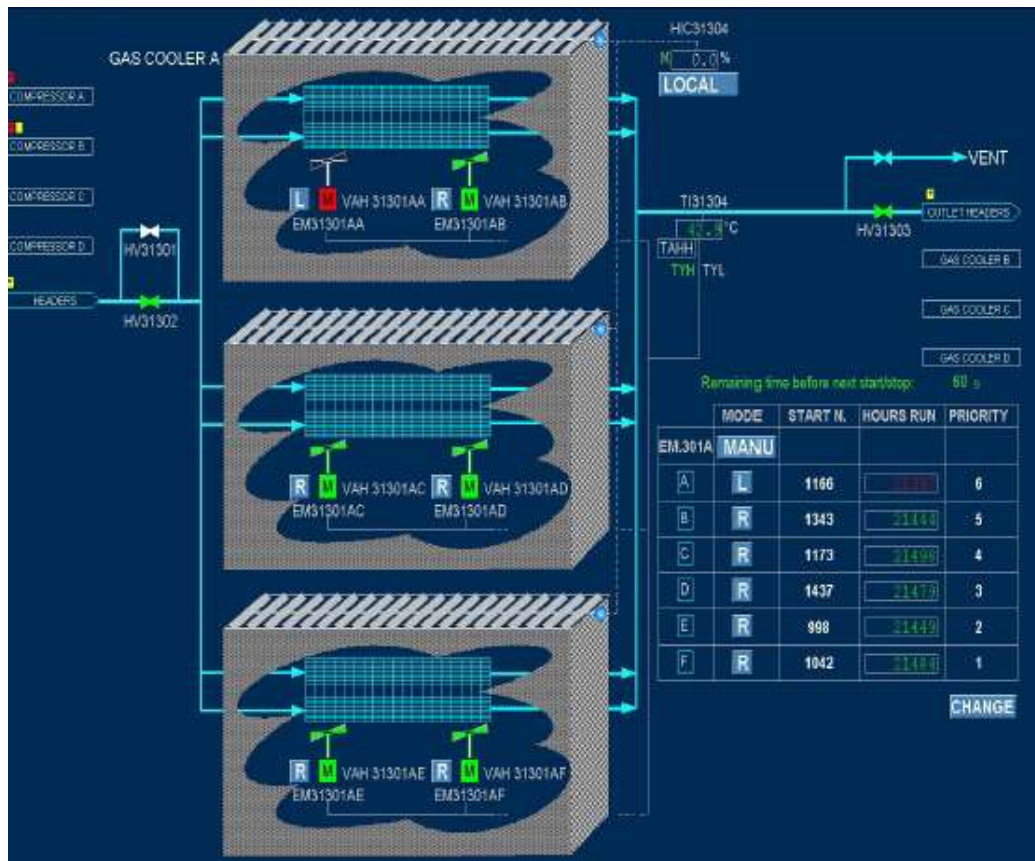 HIC31304
GAS COOLER A
M 0.0 %
LOCAL
COMPRESSOR A
COMPRESSOR B
VENT
VAH 31301AA
VAH 31301AB
L M
R M
COMPRESSOR C
TI31304
OUTLET HEADERS
EM31301AA
EM31301AB
°C
HV31303
COMPRESSOR D
HV31301
TAHH
GAS COOLER B
TYH TYL
HEADERS
HV31302
GAS COOLER C
GAS COOLER D
Remaining time before next start/stop: 60 s
MODE START N. HOURS RUN PRIORITY
EM.301A MANU
A L 1166 6
B R 1343 21444 5
C R 1173 21496 4
D R 1437 21479 3
E R 998 21449 2
F R 1042 1
CHANGE
R M VAH 31301AC R M VAH 31301AD
EM31301AC EM31301AD
R M VAH 31301AE R M VAH 31301AF
EM31301AE EM31301AF